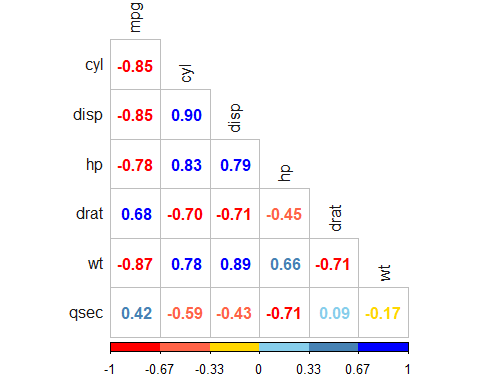 mpg
cyl -0.85 cyl
disp -0.85 0.90 disp
hp -0.78 0.83 0.79 hp
drat 0.68 -0.70 -0.71 -0.45 drat
wt -0.87 0.78 0.89 0.66 -0.71 wt
qsec 0.42 -0.59 -0.43 -0.71 0.09 -0.17
-1 -0.67 -0.33 0 0.33 0.67 1